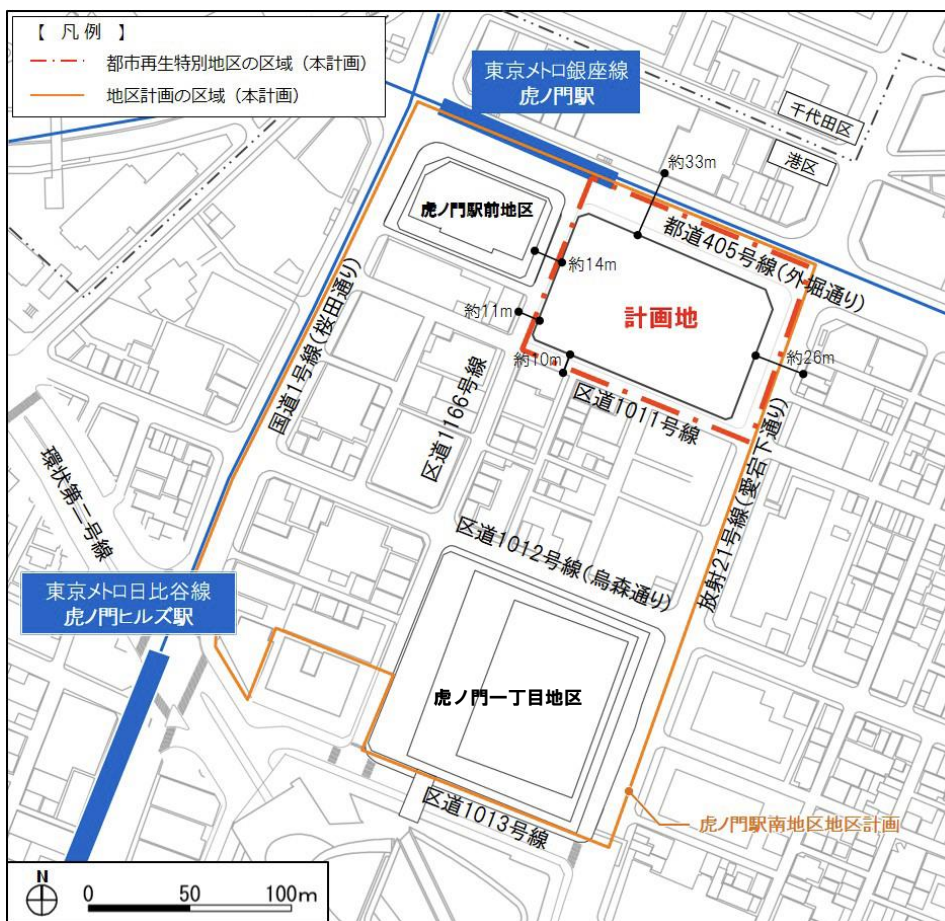 【 凡 例 】
都市再生特別地区の区域（本計画）
地区計画の区域（本計画）
東京メトロ銀座線
虎ノ門駅
千代田区
港区
約33m
虎ノ門駅前地区
都道405号線(外堀通り)
約14m
約11m
計画地
約10m
約26m
国道1号線(桜田通り)
区道1166号線
区道1011号線
環状第二号線
放射21号線(愛宕下通り)
区道1012号線(烏森通り)
東京メトロ日比谷線
虎ノ門ヒルズ駅
虎ノ門一丁目地区
区道1013号線
虎ノ門駅南地区地区計画
N
0 50 100m